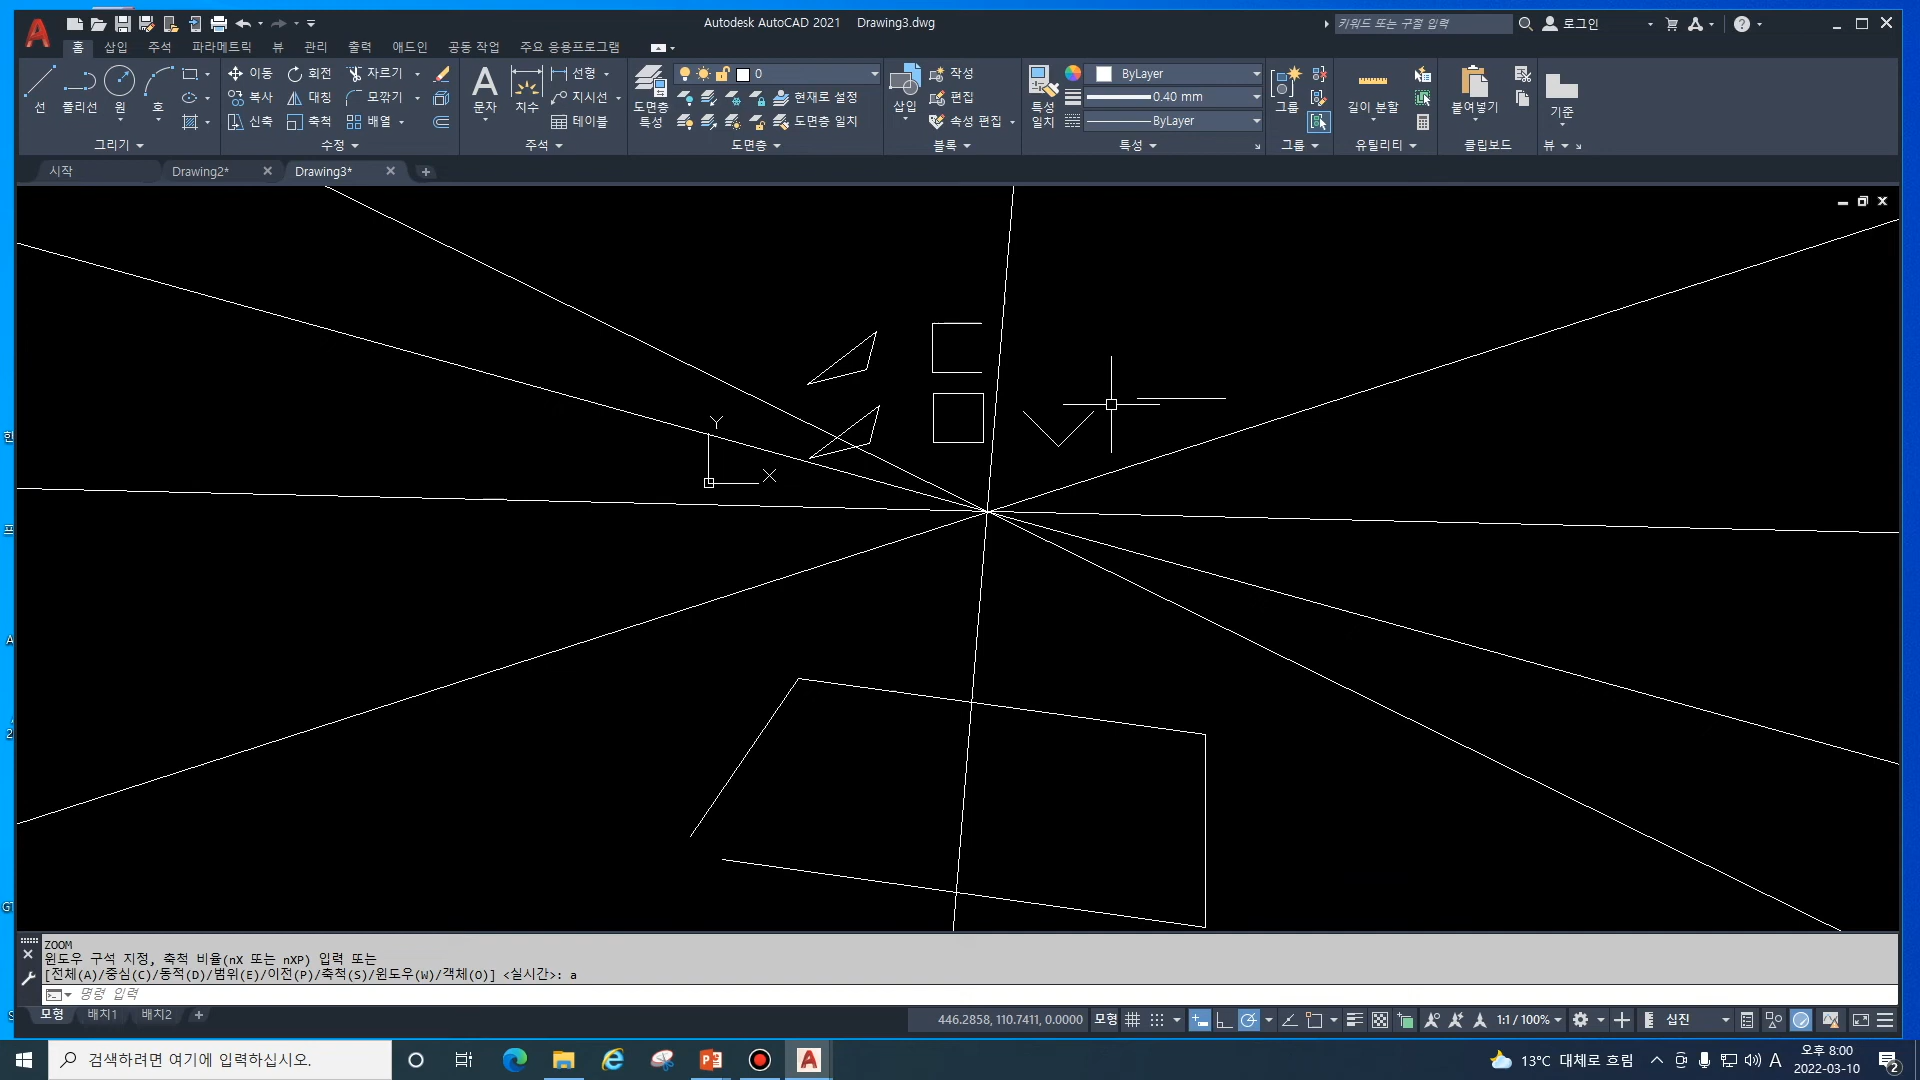 Autodesk AutoCAD 2021 Drawing3.dwg
키워드 또는 구절 입력
로그인
홈 삽입 주석 파라메트릭 뷰 관리 출력 애드인 공동 작업 주요 응용프로그램
선 폴리선 원 호
이동 회전 자르기
복사 대칭 모깎기
신축 축척 배열
문자 치수
선형
지시선
테이블
도면층 특성
0
현재로 설정
도면층 일치
삽입
작성
편집
속성 편집
특성 일치
ByLayer
0.40 mm
ByLayer
그룹
길이 분할
붙여넣기
기준
그리기 수정 주석 도면층 블록 특성 그룹 유틸리티 클립보드 뷰
시작 Drawing2* Drawing3*
Y
X
ZOOM
윈도우 구석 지정, 축척 비율(nX 또는 nXP) 입력 또는
[전체(A)/중심(C)/동적(D)/범위(E)/이전(P)/축척(S)/윈도우(W)/객체(O)] <실시간>: a
명령 입력
모형 배치1 배치2
446.2858, 110.7411, 0.0000 모형 1:1 / 100% 십진
검색하려면 여기에 입력하십시오.
13°C 대체로 흐림
A
오후 8:00
2022-03-10
2